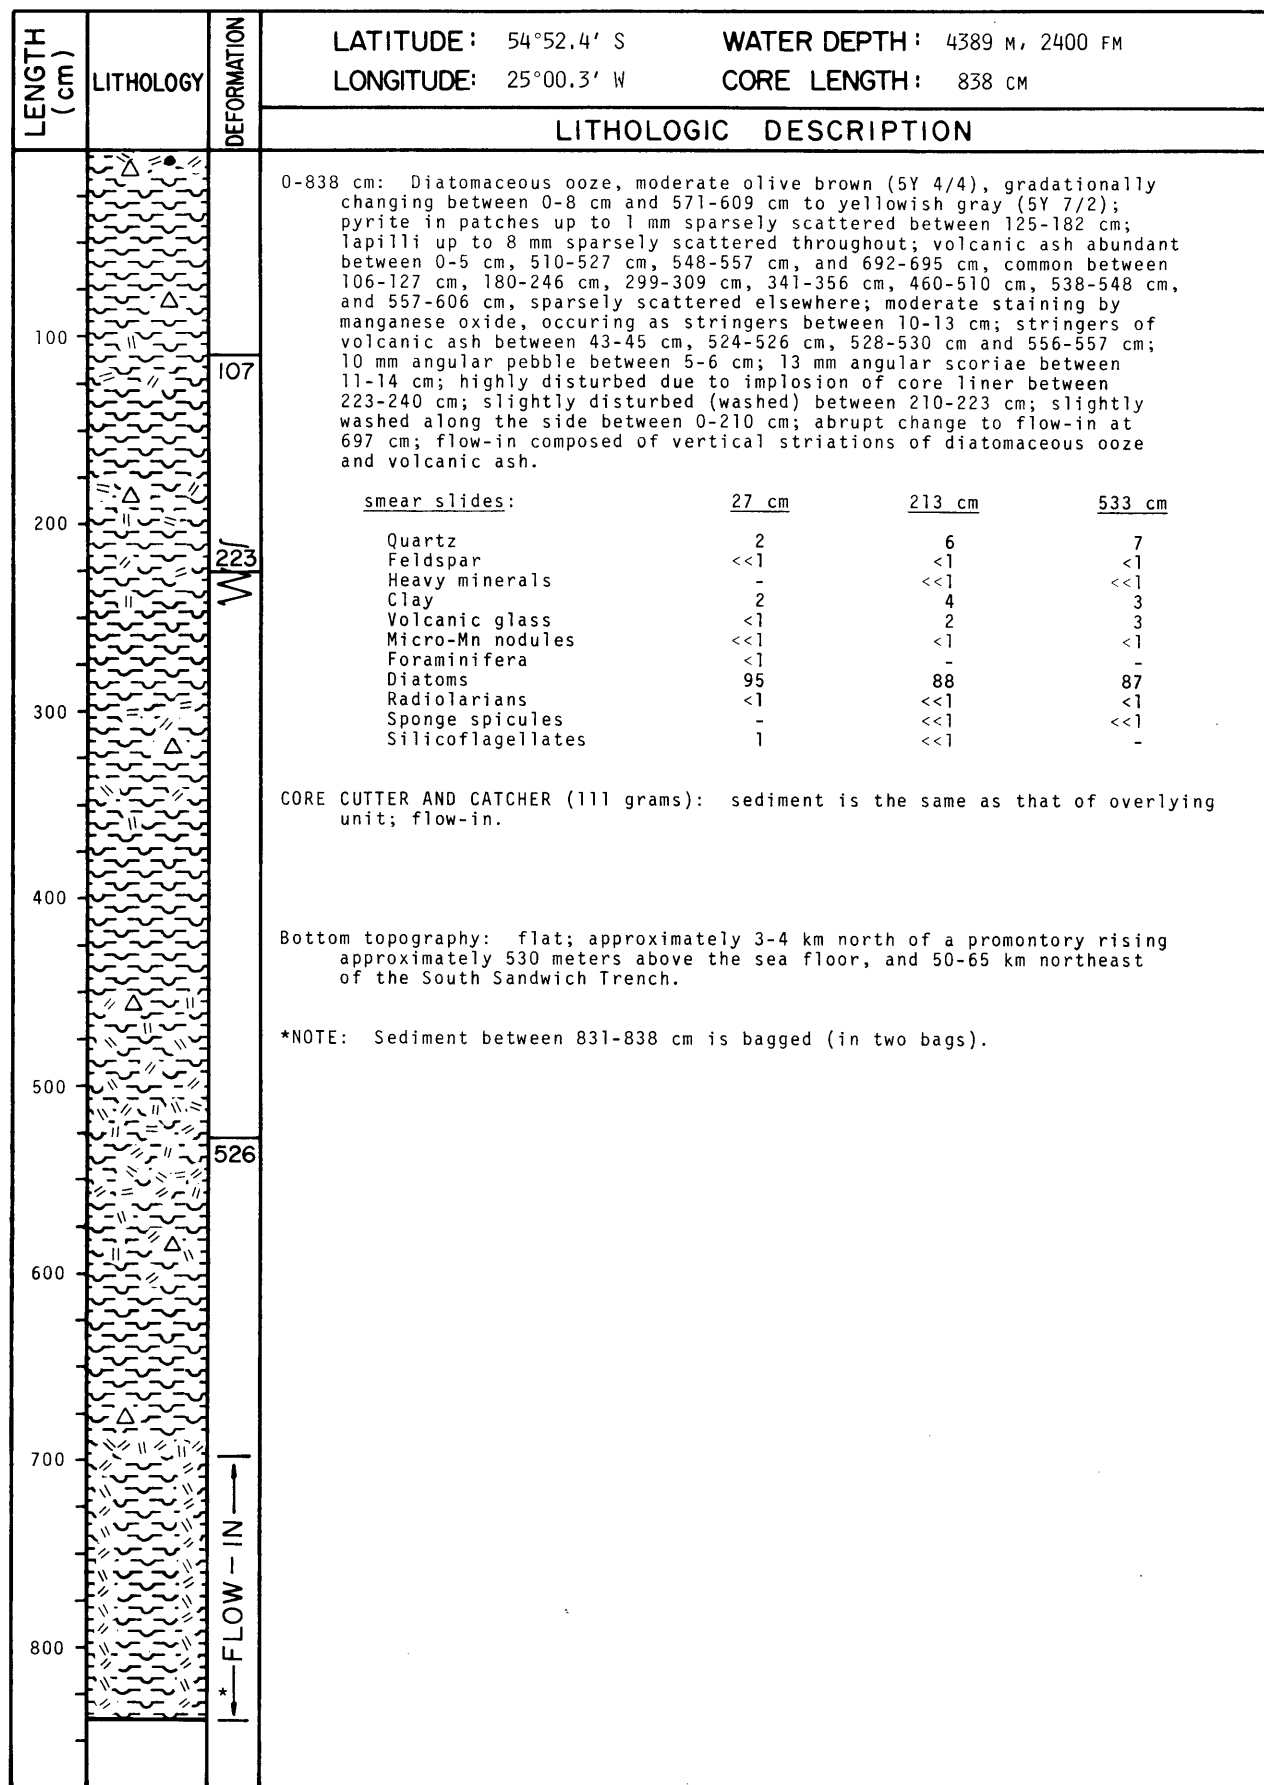 LENGTH (cm)
LITHOLOGY
DEFORMATION
LATITUDE: 54°52.4' S WATER DEPTH: 4389 M, 2400 FM
LONGITUDE: 25°00.3' W CORE LENGTH: 838 CM
LITHOLOGIC DESCRIPTION
0-838 cm: Diatomaceous ooze, moderate olive brown (5Y 4/4), gradationally
changing between 0-8 cm and 571-609 cm to yellowish gray (5Y 7/2);
pyrite in patches up to 1 mm sparsely scattered between 125-182 cm;
lapilli up to 8 mm sparsely scattered throughout; volcanic ash abundant
between 0-5 cm, 510-527 cm, 548-557 cm, and 692-695 cm, common between
106-127 cm, 180-246 cm, 299-309 cm, 341-356 cm, 460-510 cm, 538-548 cm,
and 557-606 cm, sparsely scattered elsewhere; moderate staining by
manganese oxide, occuring as stringers between 10-13 cm; stringers of
volcanic ash between 43-45 cm, 524-526 cm, 528-530 cm and 556-557 cm;
10 mm angular pebble between 5-6 cm; 13 mm angular scoriae between
11-14 cm; highly disturbed due to implosion of core liner between
223-240 cm; slightly disturbed (washed) between 210-223 cm; slightly
washed along the side between 0-210 cm; abrupt change to flow-in at
697 cm; flow-in composed of vertical striations of diatomaceous ooze
and volcanic ash.
smear slides: 27 cm 213 cm 533 cm
Quartz 2 6 7
Feldspar <<1 <1 <1
Heavy minerals - <<1 <<1
Clay 2 4 3
Volcanic glass <1 2 3
Micro-Mn nodules <<1 <1 <1
Foraminifera <1 - -
Diatoms 95 88 87
Radiolarians <1 <<1 <1
Sponge spicules - <<1 <<1
Silicoflagellates 1 <<1 -
CORE CUTTER AND CATCHER (111 grams): sediment is the same as that of overlying
unit; flow-in.
Bottom topography: flat; approximately 3-4 km north of a promontory rising
approximately 530 meters above the sea floor, and 50-65 km northeast
of the South Sandwich Trench.
*NOTE: Sediment between 831-838 cm is bagged (in two bags).
100
107
200
223
300
400
500
526
600
700
800
* FLOW-IN